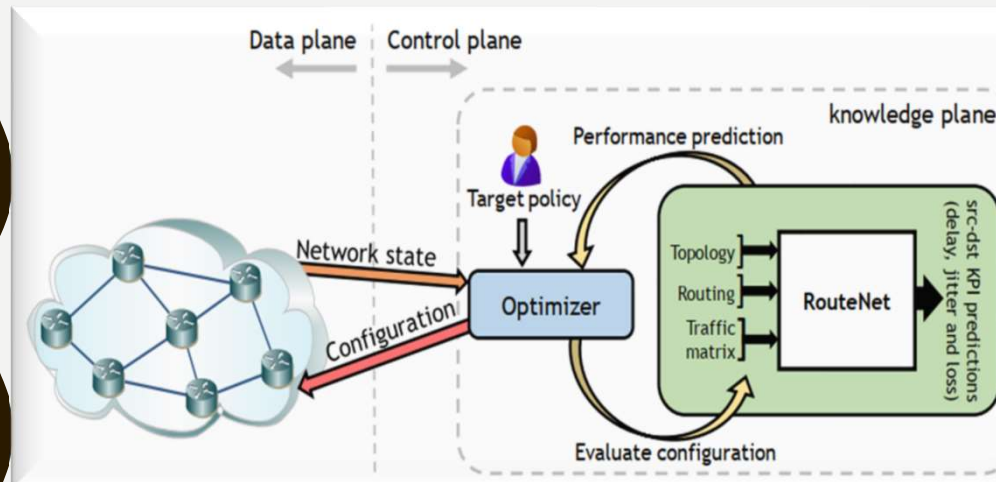 Data plane
Control plane
knowledge plane
Performance prediction
Target policy
Network state
Optimizer
Configuration
Topology
Routing
Traffic
matrix
RouteNet
src-dst KPI predictions
(delay, jitter and loss)
Evaluate configuration